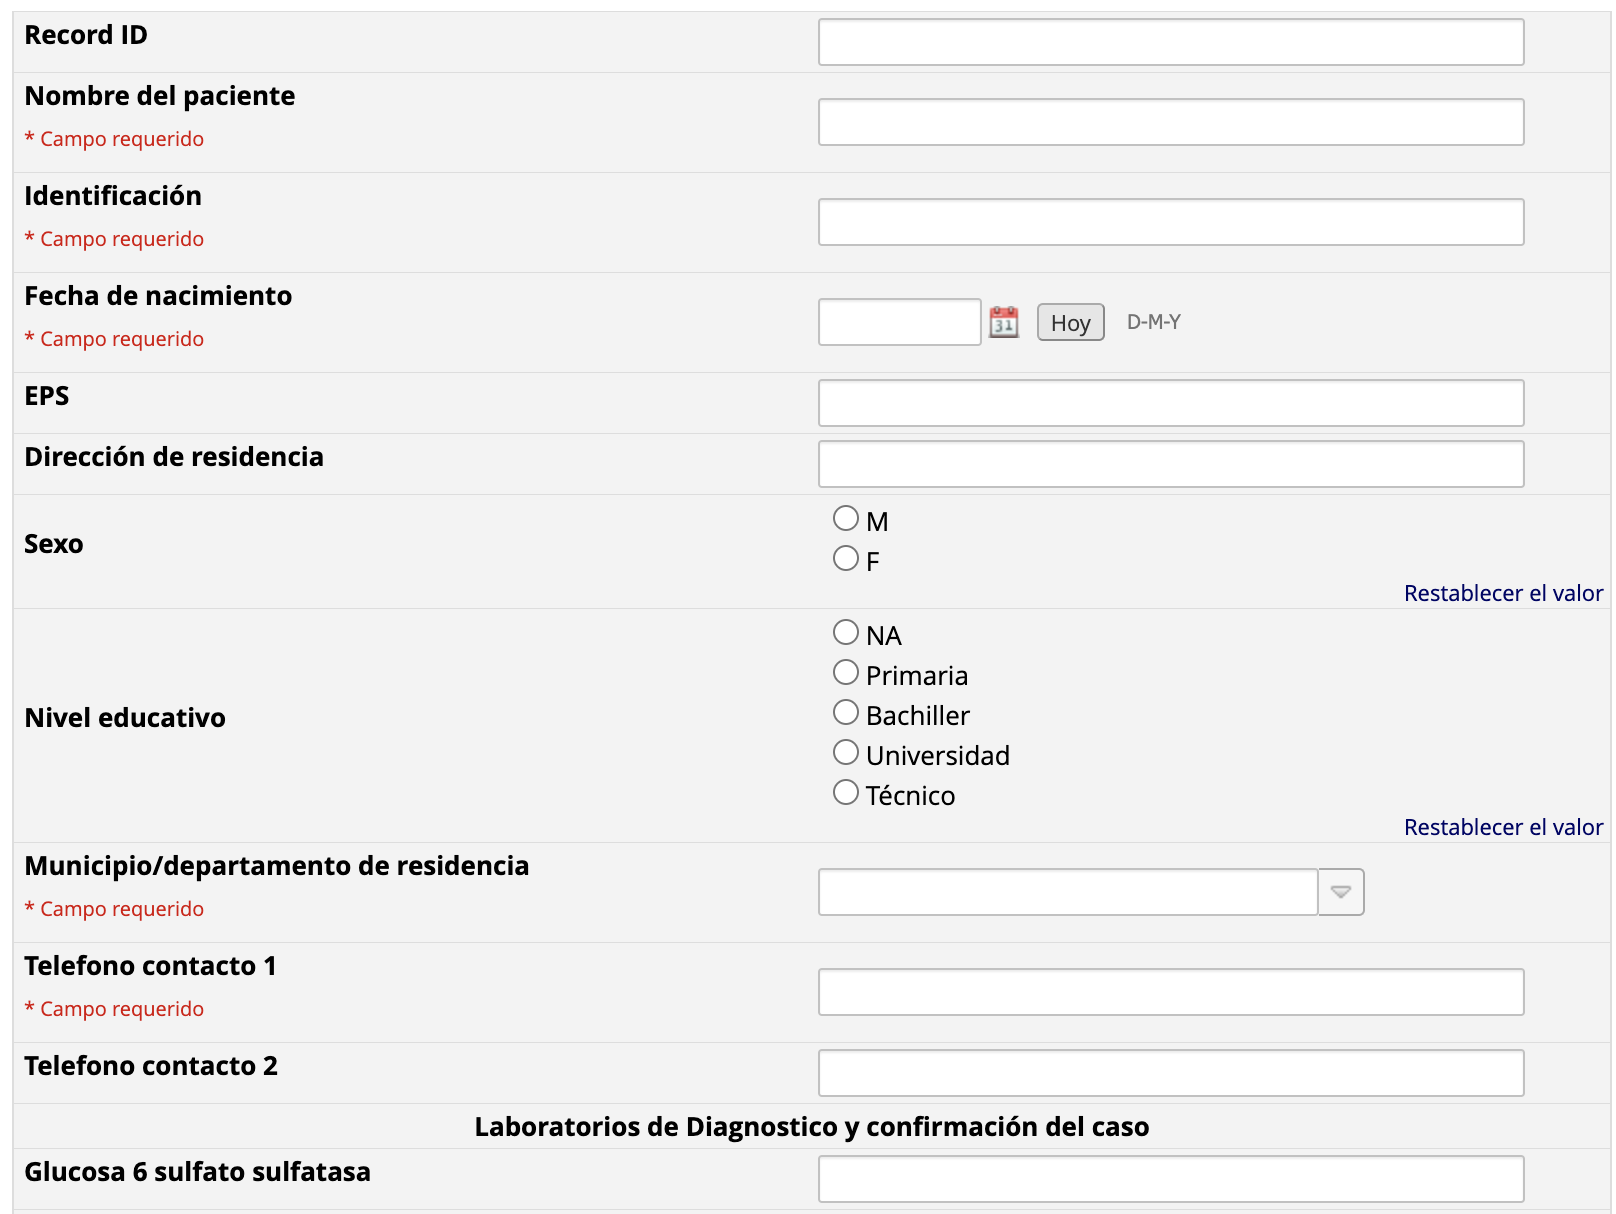 Record ID
Nombre del paciente
* Campo requerido
Identificación
* Campo requerido
Fecha de nacimiento
* Campo requerido
31 Hoy D-M-Y
EPS
Dirección de residencia
Sexo
M
F
Restablecer el valor
Nivel educativo
NA
Primaria
Bachiller
Universidad
Técnico
Restablecer el valor
Municipio/departamento de residencia
* Campo requerido
Telefono contacto 1
* Campo requerido
Telefono contacto 2
Laboratorios de Diagnostico y confirmación del caso
Glucosa 6 sulfato sulfatasa